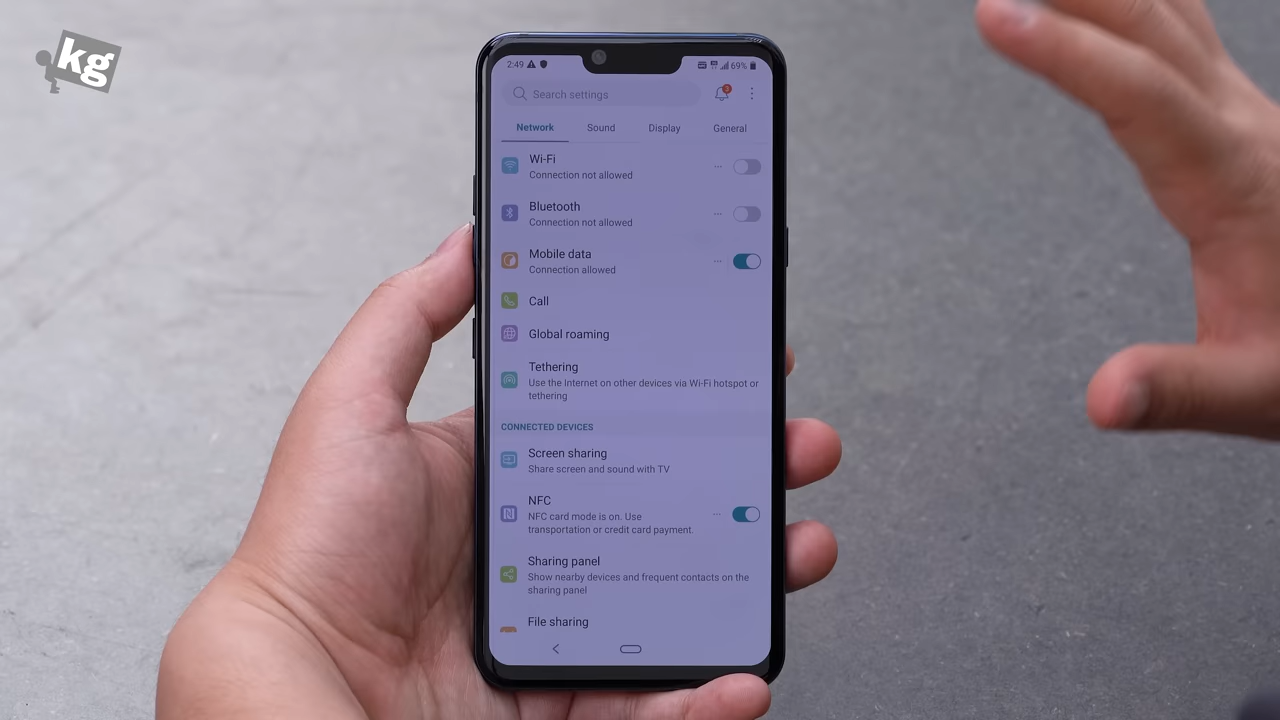 kg
2:49
69%
Search settings
3
Network Sound Display General
Wi-Fi
Connection not allowed
Bluetooth
Connection not allowed
Mobile data
Connection allowed
Call
Global roaming
Tethering
Use the Internet on other devices via Wi-Fi hotspot or
tethering
CONNECTED DEVICES
Screen sharing
Share screen and sound with TV
NFC
NFC card mode is on. Use
transportation or credit card payment.
Sharing panel
Show nearby devices and frequent contacts on the
sharing panel
File sharing